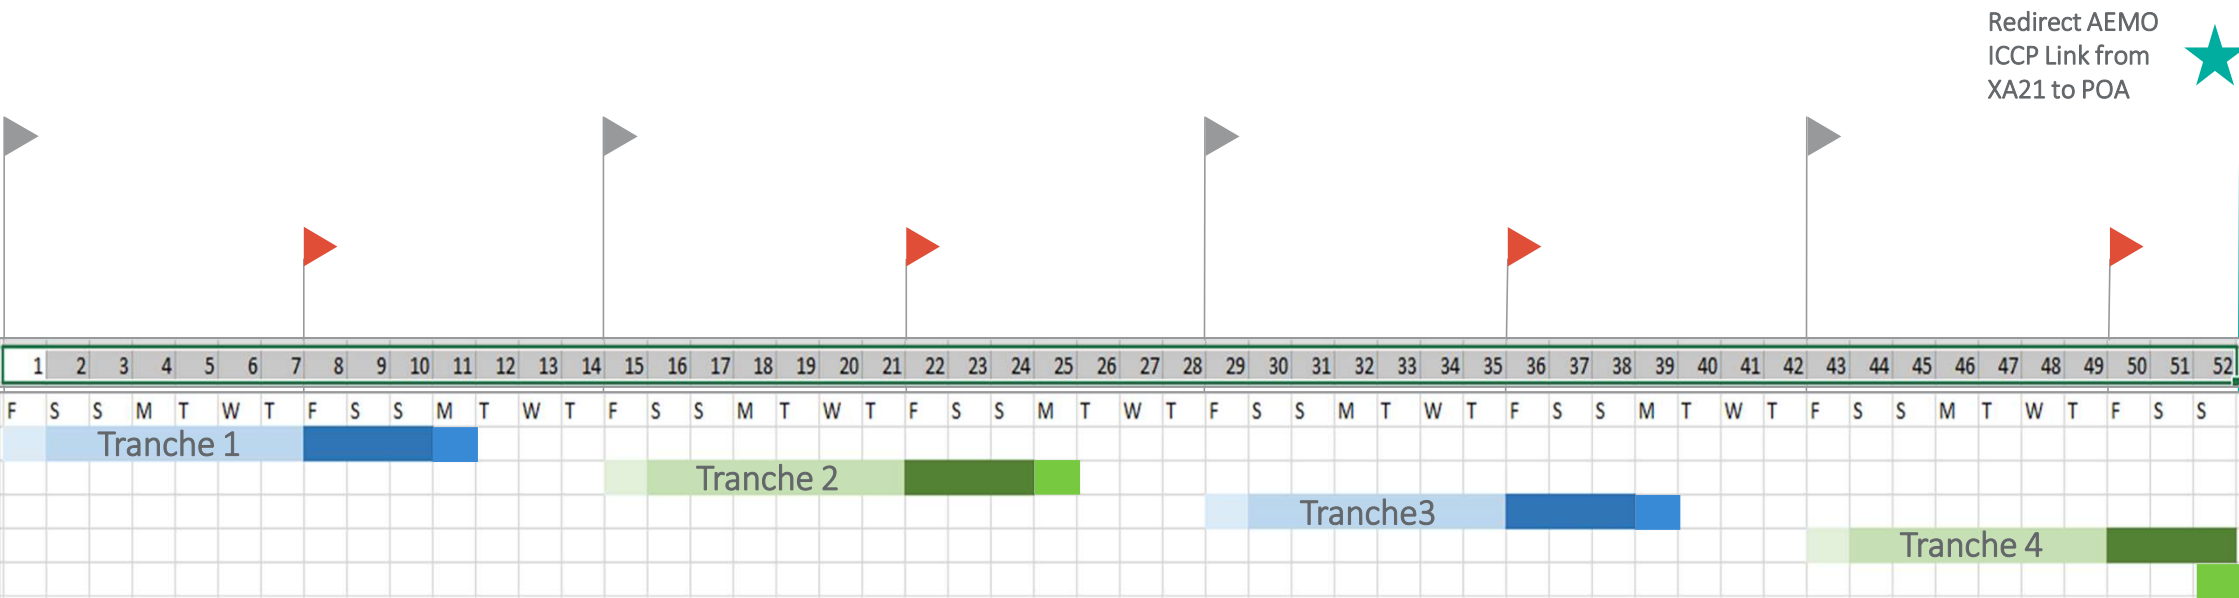 Redirect AEMO
ICCP Link from
XA21 to POA
1 2 3 4 5 6 7 8 9 10 11 12 13 14 15 16 17 18 19 20 21 22 23 24 25 26 27 28 29 30 31 32 33 34 35 36 37 38 39 40 41 42 43 44 45 46 47 48 49 50 51 52
F S S M T W T F S S M T W T F S S M T W T F S S M T W T F S S M T W T F S S M T W T F S S M T W T F S S
Tranche 1
Tranche 2
Tranche3
Tranche 4